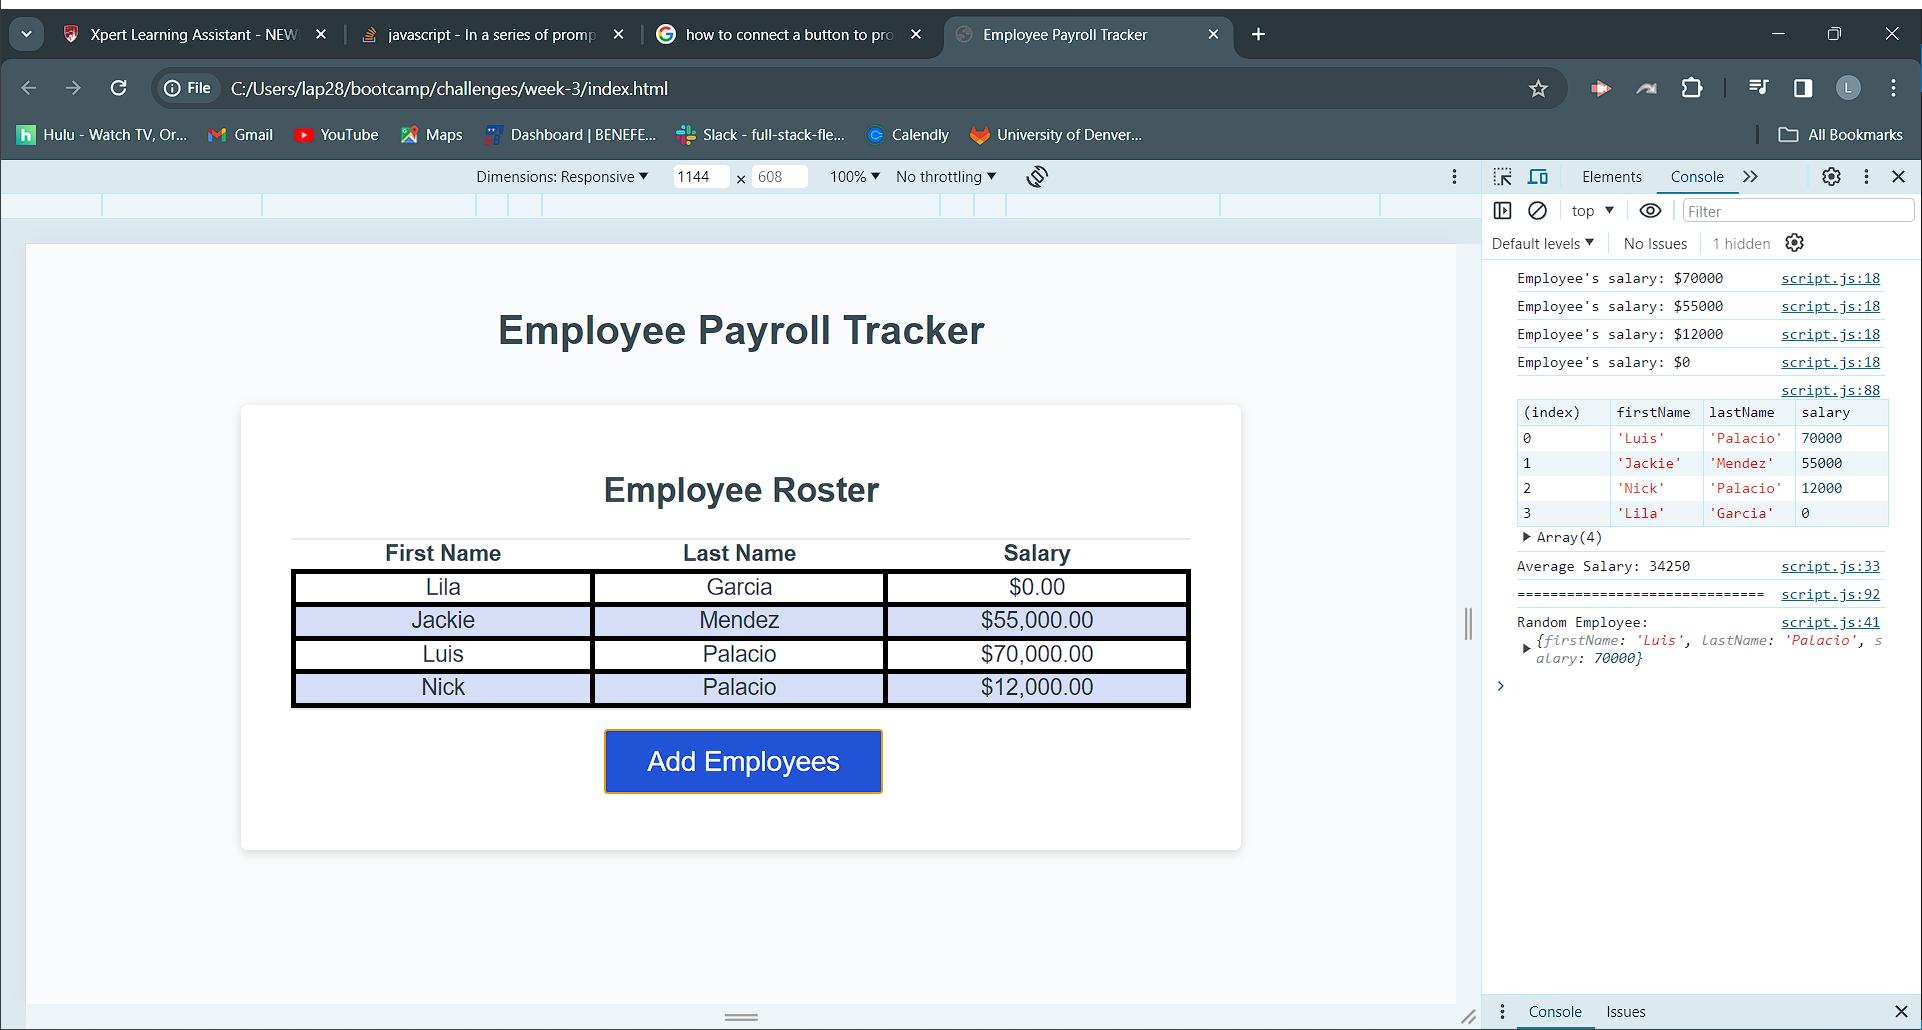 Xpert Learning Assistant - NEW
javascript - In a series of promp
how to connect a button to pro
Employee Payroll Tracker
File C:/Users/lap28/bootcamp/challenges/week-3/index.html
L
Hulu - Watch TV, Or... Gmail YouTube Maps Dashboard | BENEFE... Slack - full-stack-fle... Calendly University of Denver... All Bookmarks
Dimensions: Responsive 1144 × 608 100% No throttling
Employee Payroll Tracker
Employee Roster
First Name Last Name Salary
Lila Garcia $0.00
Jackie Mendez $55,000.00
Luis Palacio $70,000.00
Nick Palacio $12,000.00
Add Employees
Elements Console
top Filter
Default levels No Issues 1 hidden
Employee's salary: $70000 script.js:18
Employee's salary: $55000 script.js:18
Employee's salary: $12000 script.js:18
Employee's salary: $0 script.js:18
script.js:88
(index) firstName lastName salary
0 'Luis' 'Palacio' 70000
1 'Jackie' 'Mendez' 55000
2 'Nick' 'Palacio' 12000
3 'Lila' 'Garcia' 0
Array(4)
Average Salary: 34250 script.js:33
============================== script.js:92
Random Employee: script.js:41
{firstName: 'Luis', lastName: 'Palacio', s
alary: 70000}
Console Issues